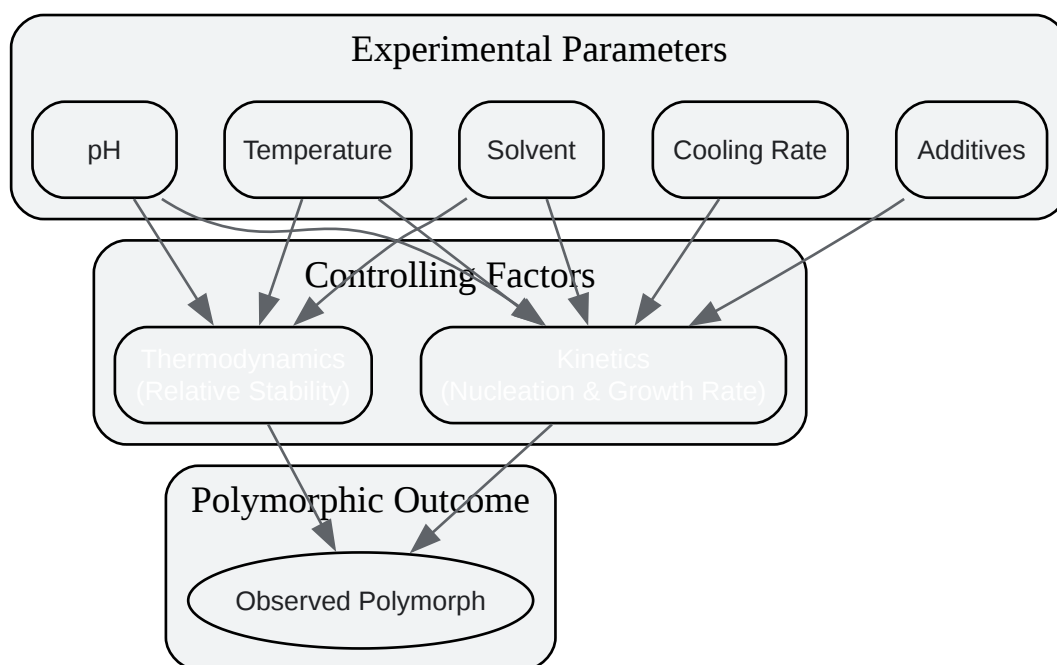 Experimental Parameters
pH
Temperature
Solvent
Cooling Rate
Additives
Controlling Factors
Thermodynamics
(Relative Stability)
Kinetics
(Nucleation & Growth Rate)
Polymorphic Outcome
Observed Polymorph